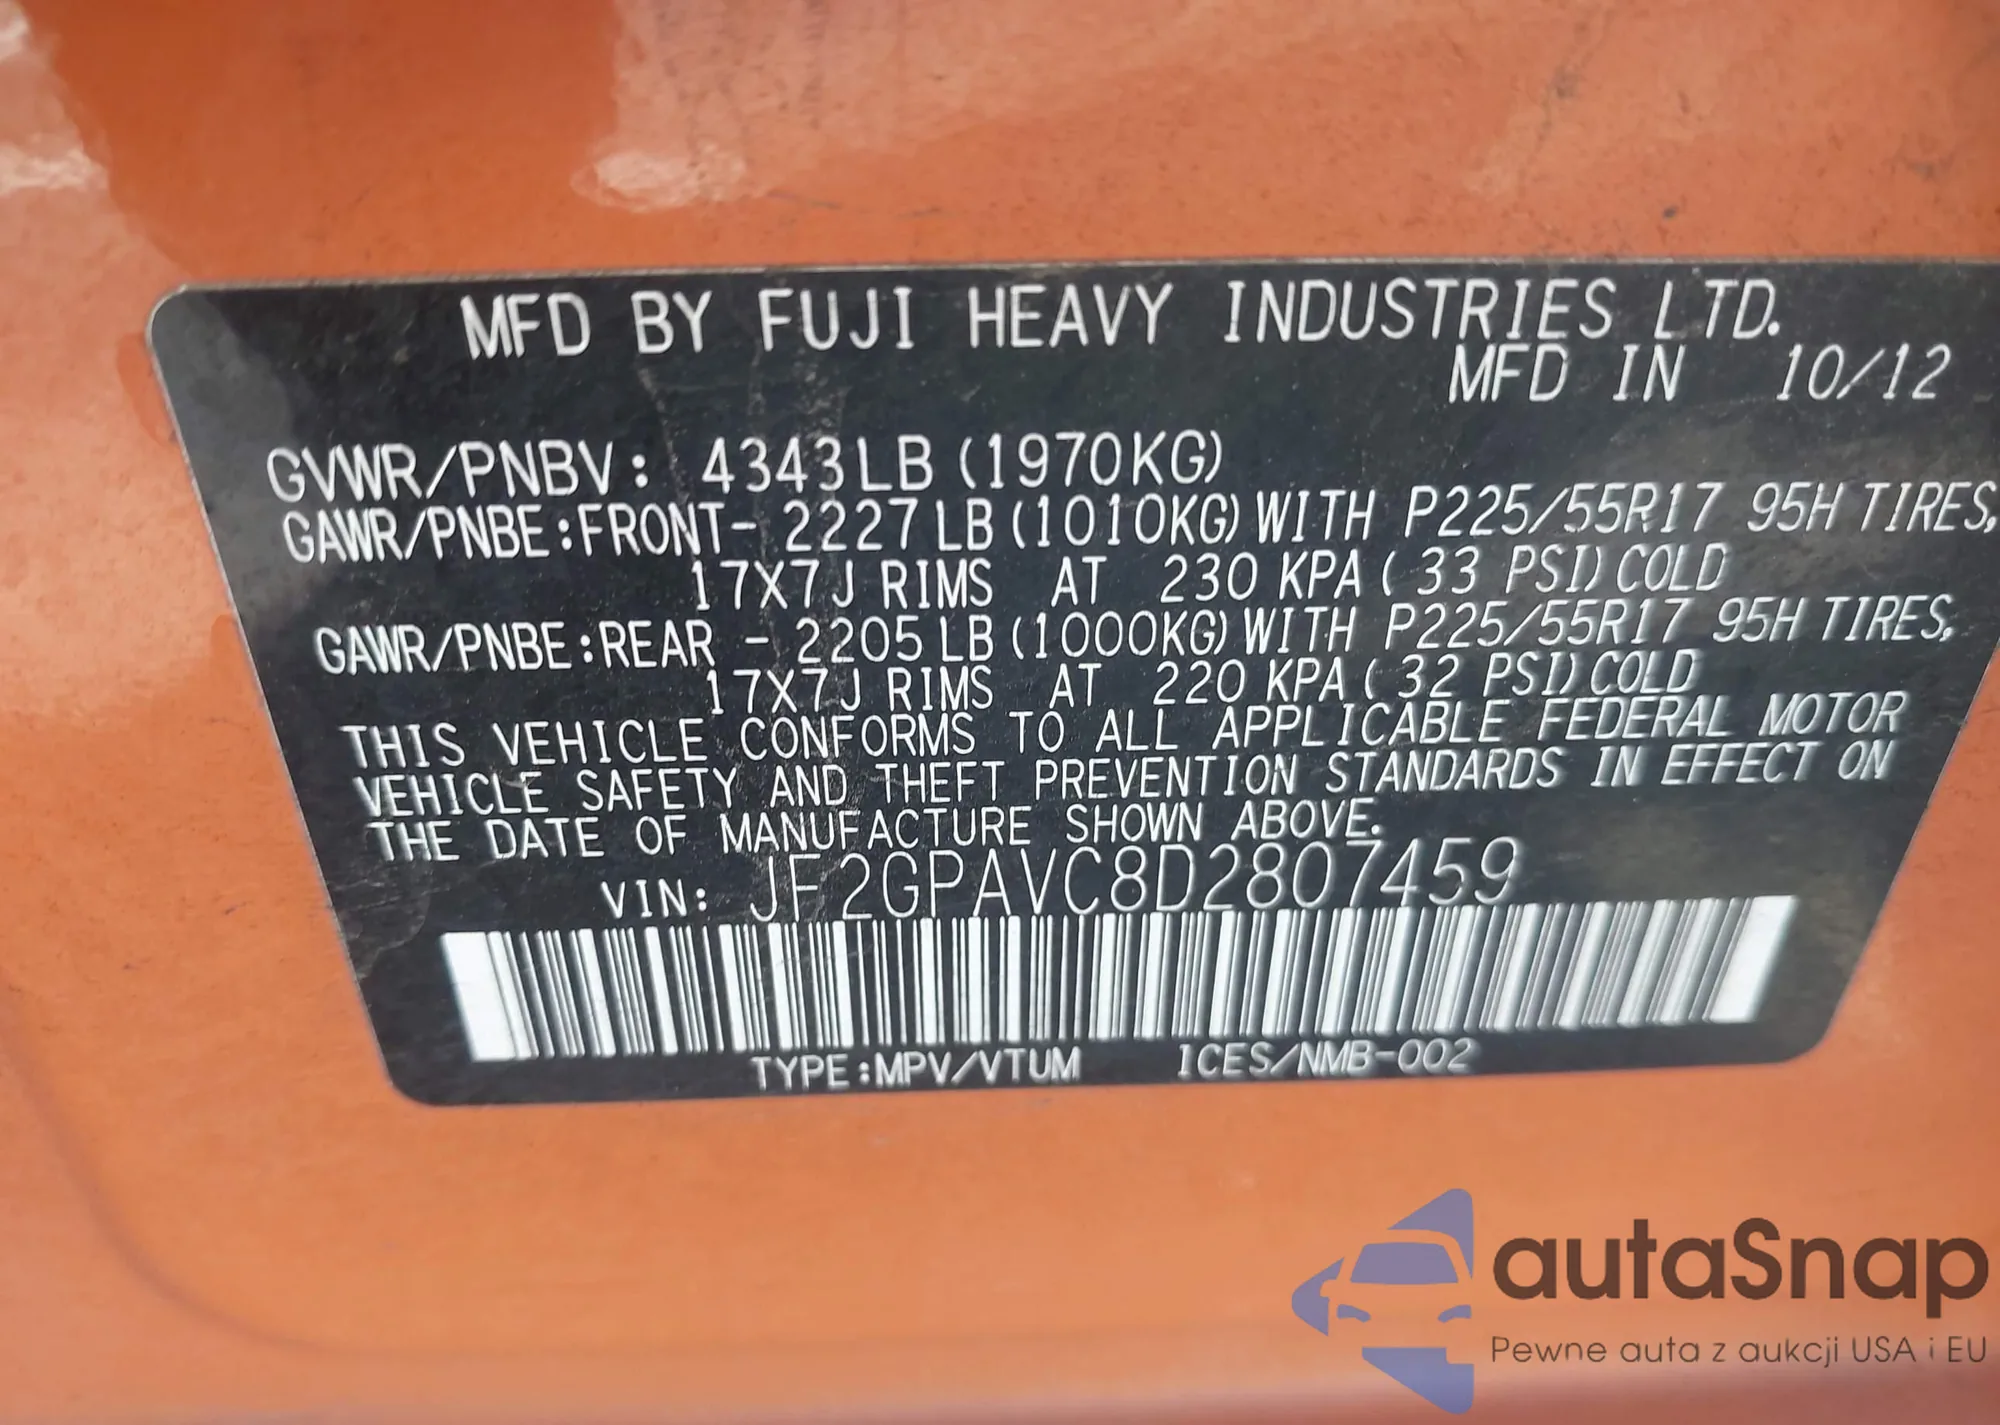 MFD BY FUJI HEAVY INDUSTRIES LTD.
MFD IN 10/12
GVWR/PNBV: 4343LB (1970KG)
GAWR/PNBE:FRONT- 2227 LB (1010KG) WITH P225/55R17 95H TIRES,
17X7J RIMS AT 230 KPA ( 33 PSI) COLD
GAWR/PNBE:REAR - 2205 LB (1000KG) WITH P225/55R17 95H TIRES,
17X7J RIMS AT 220 KPA ( 32 PSI) COLD
THIS VEHICLE CONFORMS TO ALL APPLICABLE FEDERAL MOTOR
VEHICLE SAFETY AND THEFT PREVENTION STANDARDS IN EFFECT ON
THE DATE OF MANUFACTURE SHOWN ABOVE.
VIN: JF2GPAVC8D2807459
TYPE:MPV/VTUM ICES/NMB-002
autaSnap
Pewne auta z aukcji USA i EU